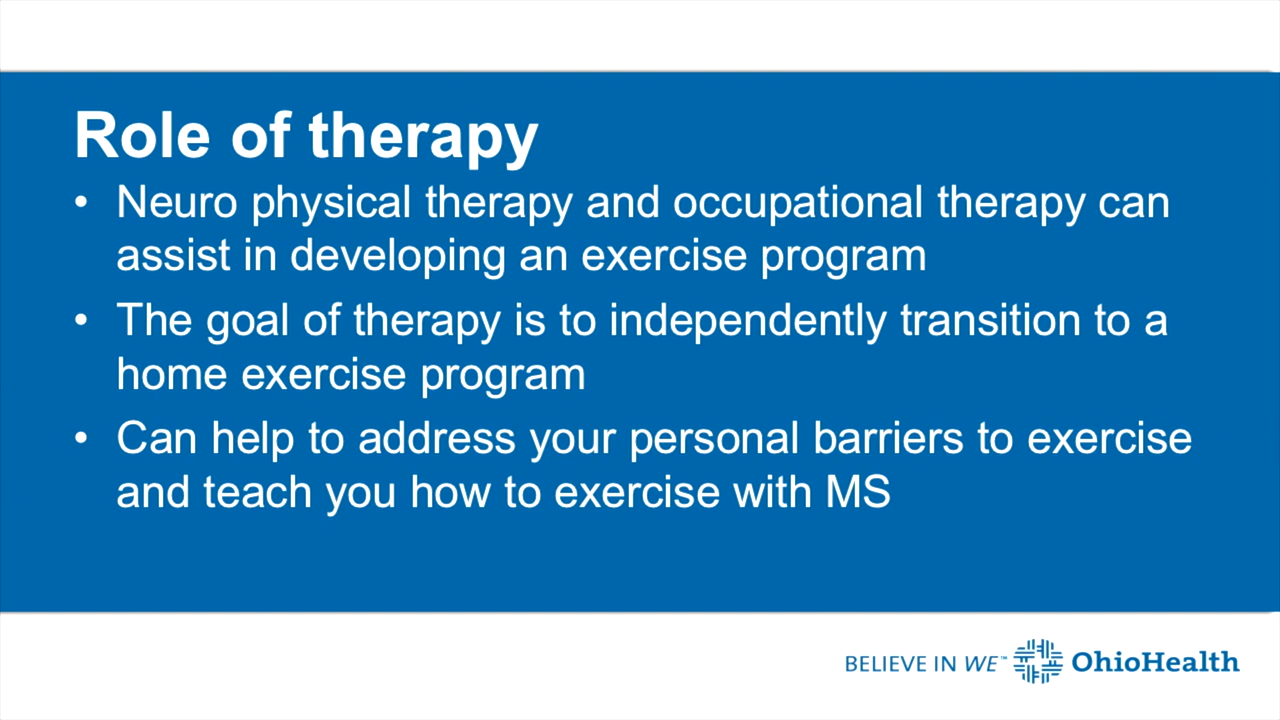 Role of therapy
• Neuro physical therapy and occupational therapy can
assist in developing an exercise program
• The goal of therapy is to independently transition to a
home exercise program
• Can help to address your personal barriers to exercise
and teach you how to exercise with MS
BELIEVE IN WE™ OhioHealth